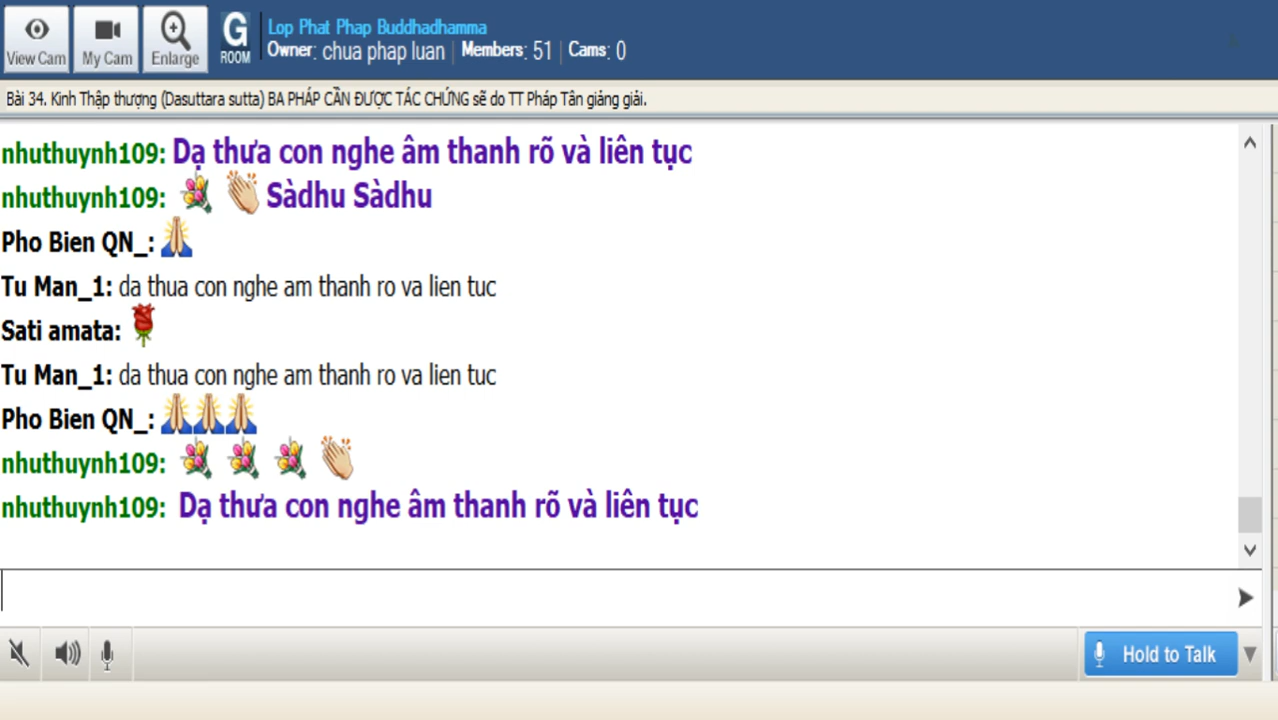 Lop Phat Phap Buddhadhamma
View Cam My Cam Enlarge G ROOM Owner: chua phap luan | Members: 51 | Cams: 0
Bài 34. Kinh Thập thượng (Dasuttara sutta) BA PHÁP CẦN ĐƯỢC TÁC CHỨNG sẽ do TT Pháp Tân giảng giải.
nhuthuynh109: Dạ thưa con nghe âm thanh rõ và liên tục
nhuthuynh109: Sàdhu Sàdhu
Pho Bien QN_:
Tu Man_1: da thua con nghe am thanh ro va lien tuc
Sati amata:
Tu Man_1: da thua con nghe am thanh ro va lien tuc
Pho Bien QN_:
nhuthuynh109:
nhuthuynh109: Dạ thưa con nghe âm thanh rõ và liên tục
Hold to Talk